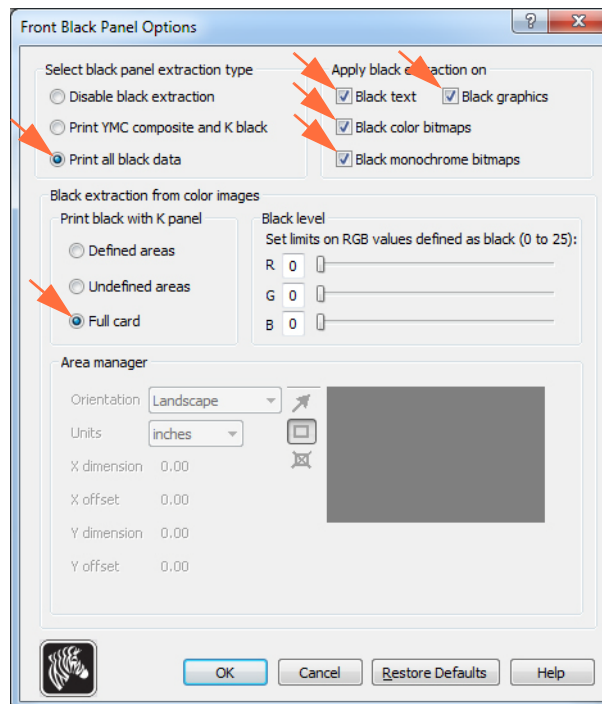 Front Black Panel Options
Select black panel extraction type
Disable black extraction
Print YMC composite and K black
Print all black data
Apply black extraction on
Black text
Black graphics
Black color bitmaps
Black monochrome bitmaps
Black extraction from color images
Print black with K panel
Defined areas
Undefined areas
Full card
Black level
Set limits on RGB values defined as black (0 to 25):
R 0
G 0
B 0
Area manager
Orientation Landscape
Units inches
X dimension 0.00
X offset 0.00
Y dimension 0.00
Y offset 0.00
OK Cancel Restore Defaults Help